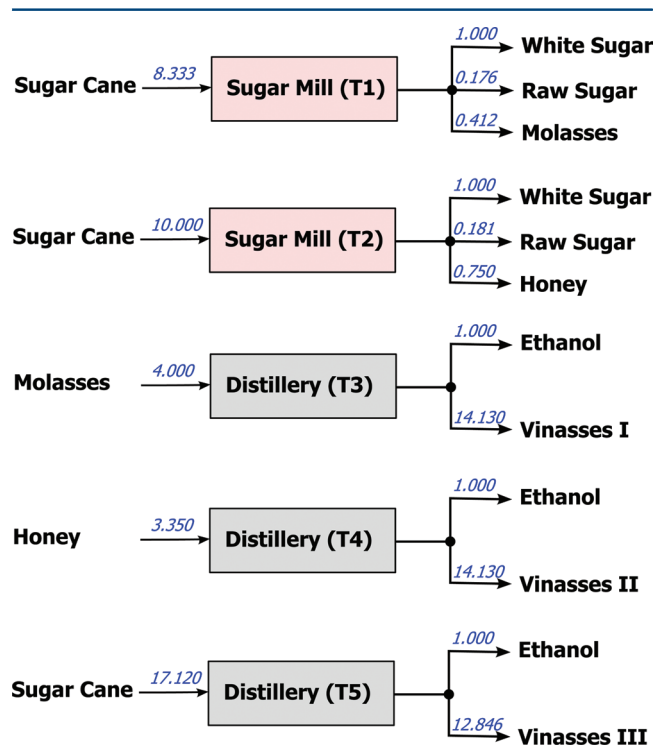 1.000
White Sugar
Sugar Cane 8.333 Sugar Mill (T1) 0.176 Raw Sugar
0.412
Molasses
1.000
White Sugar
Sugar Cane 10.000 Sugar Mill (T2) 0.181 Raw Sugar
0.750
Honey
1.000
Ethanol
Molasses 4.000 Distillery (T3)
14.130
Vinasses I
1.000
Ethanol
Honey 3.350 Distillery (T4)
14.130
Vinasses II
1.000
Ethanol
Sugar Cane 17.120 Distillery (T5)
12.846
Vinasses III